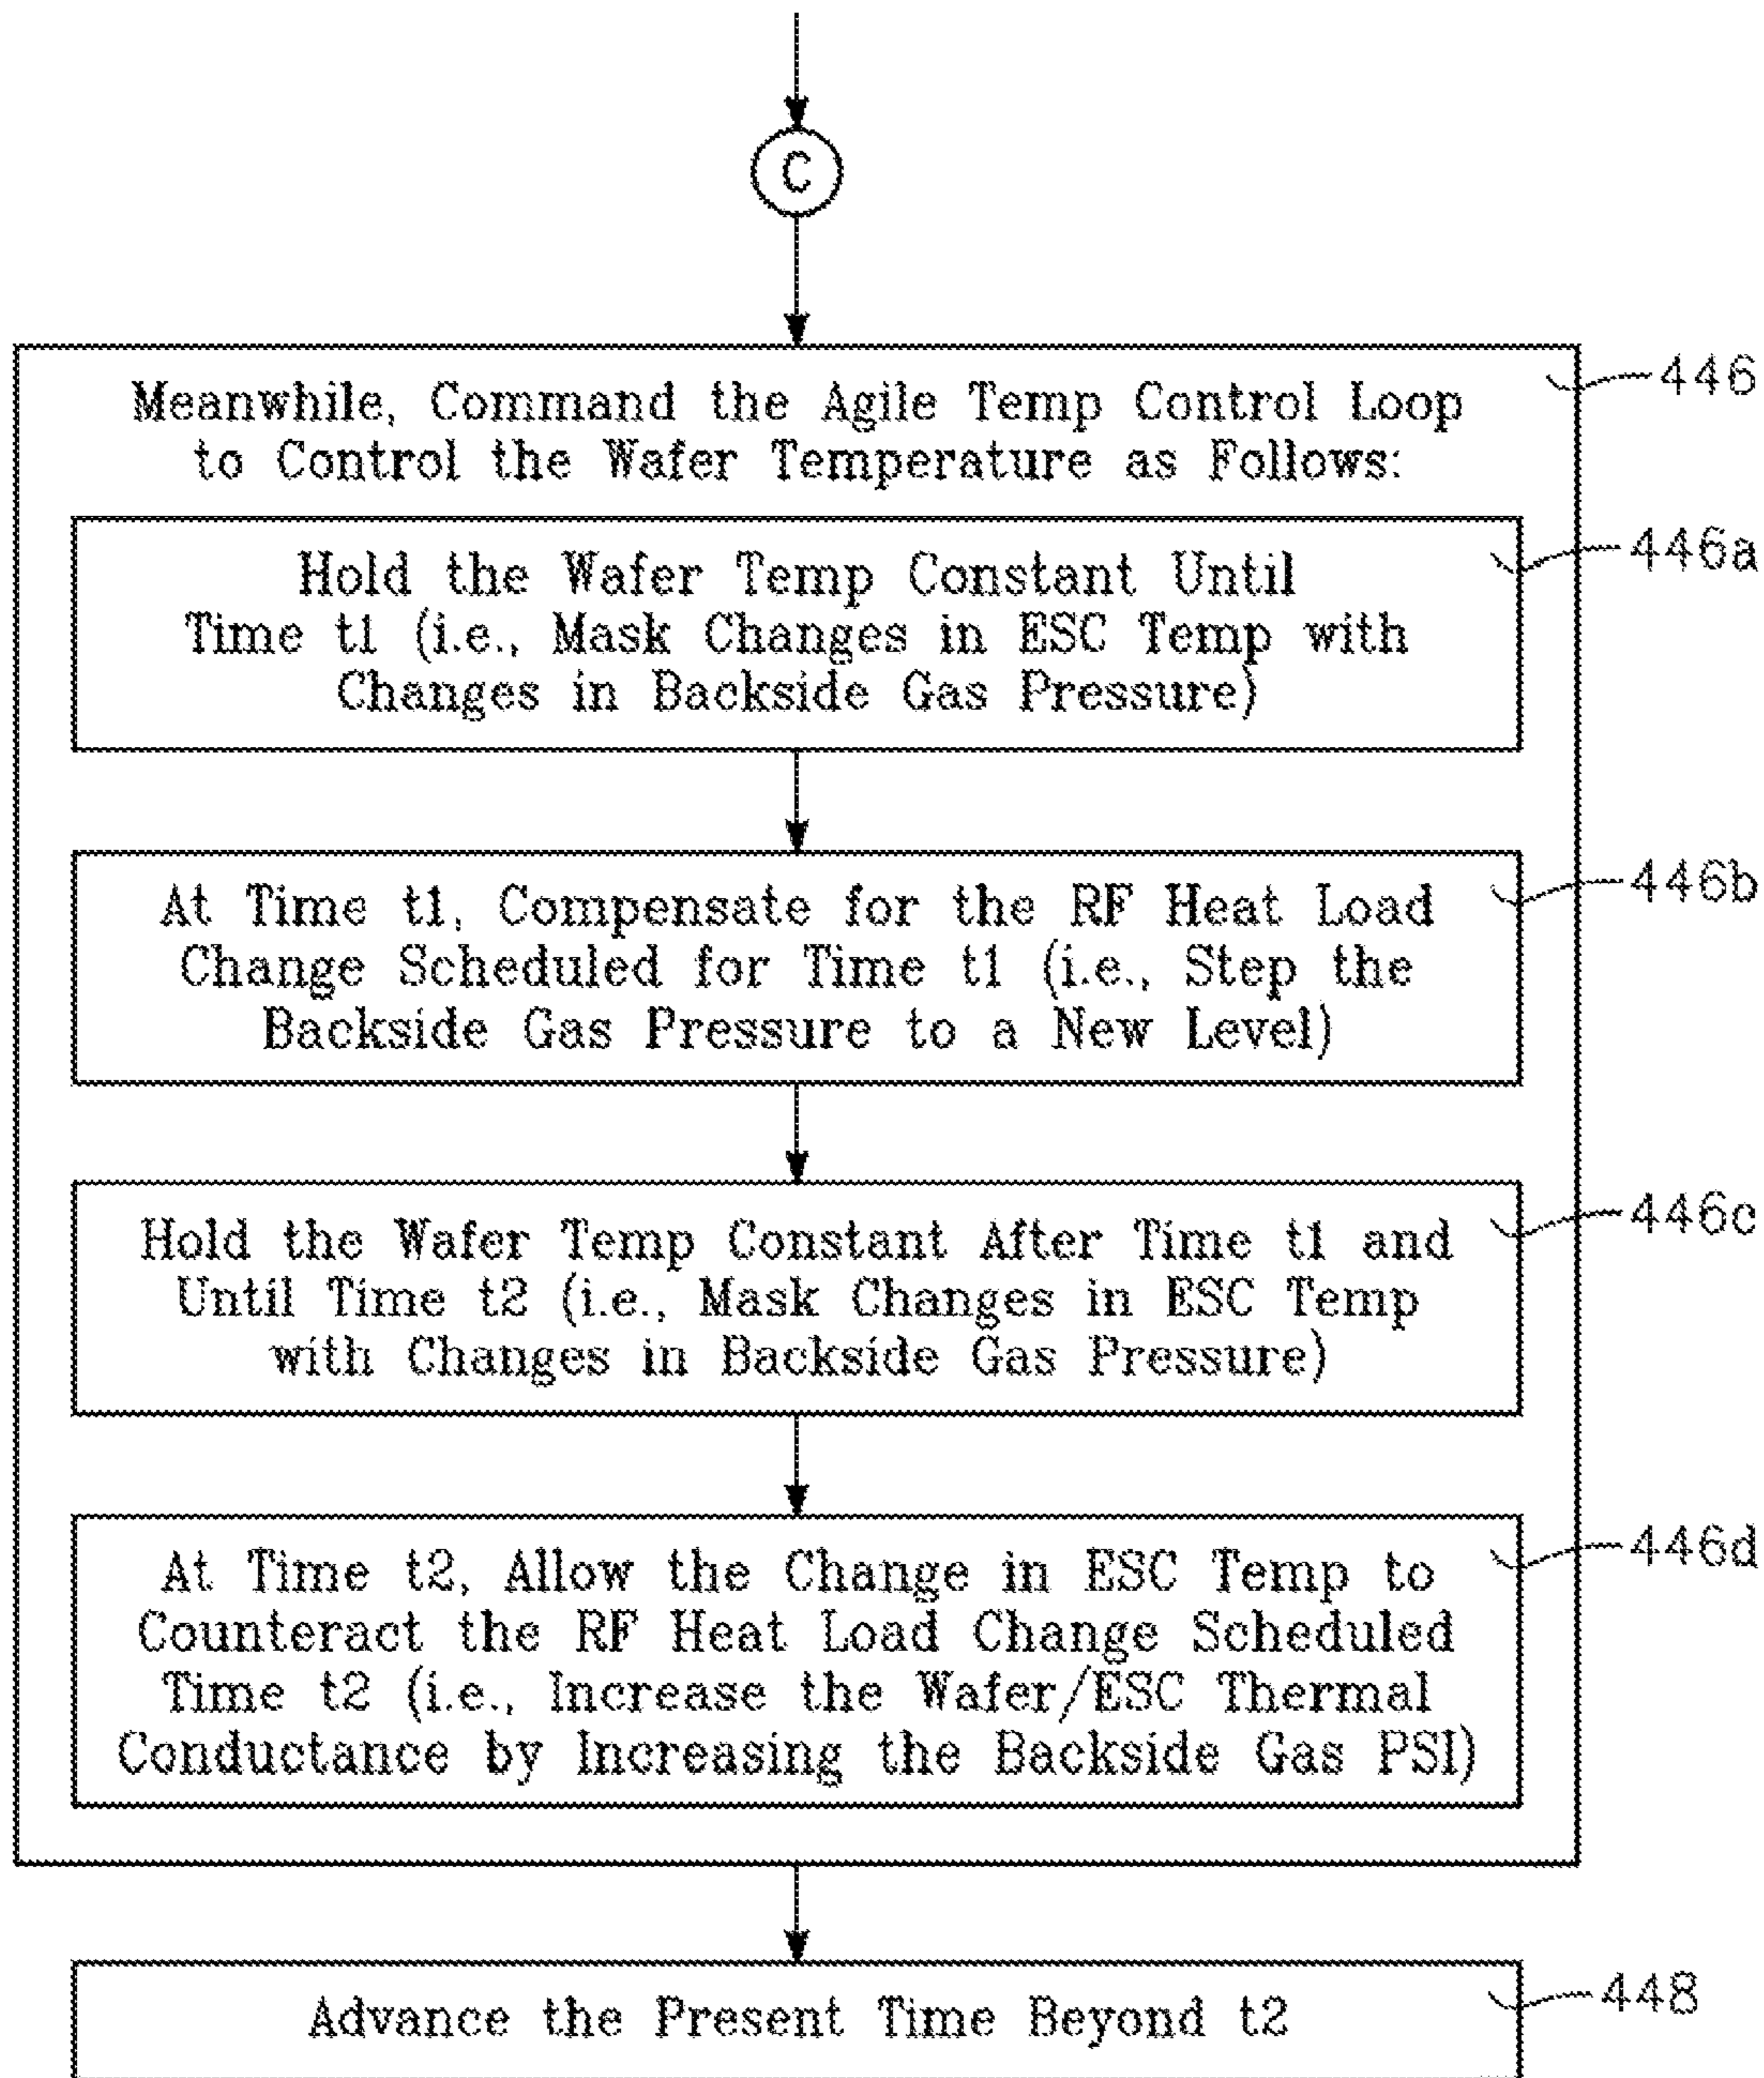 C
Meanwhile, Command the Agile Temp Control Loop
to Control the Wafer Temperature as Follows:
446
Hold the Wafer Temp Constant Until
Time t1 (i.e., Mask Changes in ESC Temp with
Changes in Backside Gas Pressure)
446a
At Time t1, Compensate for the RF Heat Load
Change Scheduled for Time t1 (i.e., Step the
Backside Gas Pressure to a New Level)
446b
Hold the Wafer Temp Constant After Time t1 and
Until Time t2 (i.e., Mask Changes in ESC Temp
with Changes in Backside Gas Pressure)
446c
At Time t2, Allow the Change in ESC Temp to
Counteract the RF Heat Load Change Scheduled
Time t2 (i.e., Increase the Wafer/ESC Thermal
Conductance by Increasing the Backside Gas PSI)
446d
Advance the Present Time Beyond t2
448